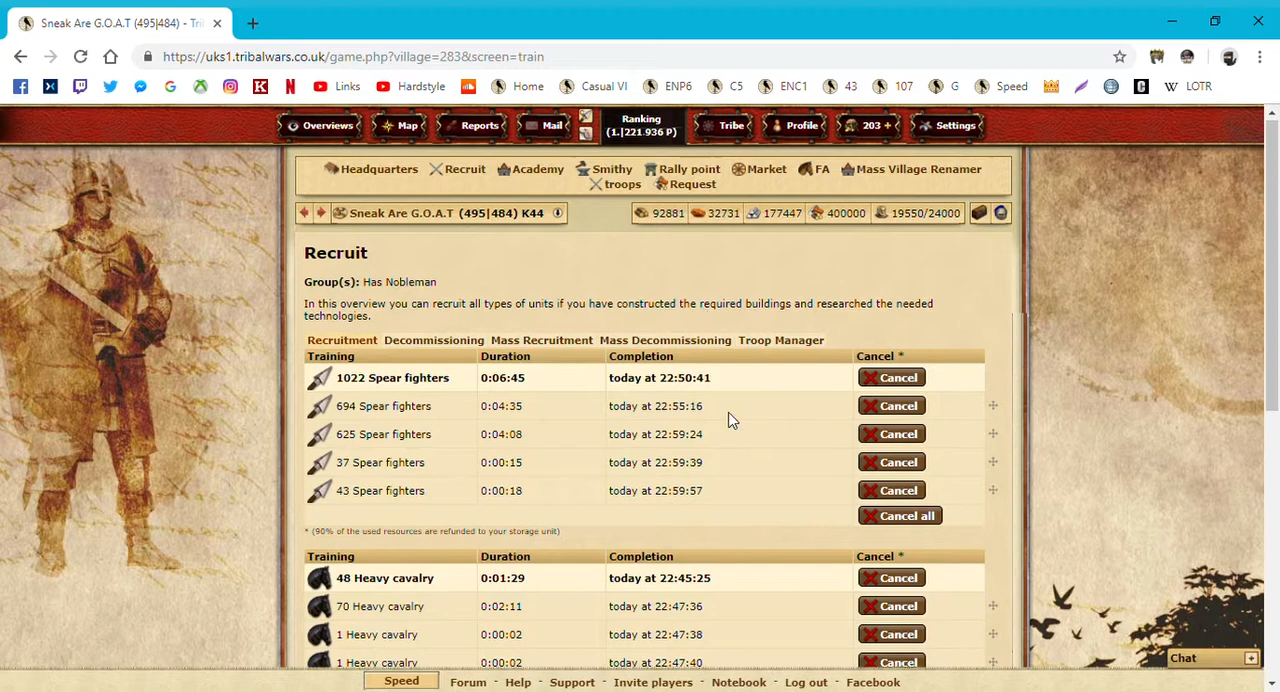 Sneak Are G.O.A.T (495|484) - Tri
https://uks1.tribalwars.co.uk/game.php?village=283&screen=train
Links Hardstyle Home Casual VI ENP6 C5 ENC1 43 107 G Speed LOTR
Overviews Map Reports Mail Ranking Tribe Profile 203 + Settings
(1.|221.936 P)
Headquarters Recruit Academy Smithy Rally point Market FA Mass Village Renamer
troops Request
Sneak Are G.O.A.T (495|484) K44 92881 32731 177447 400000 19550/24000
Recruit
Group(s): Has Nobleman
In this overview you can recruit all types of units if you have constructed the required buildings and researched the needed
technologies.
Recruitment Decommissioning Mass Recruitment Mass Decommissioning Troop Manager
Training Duration Completion Cancel *
1022 Spear fighters 0:06:45 today at 22:50:41 Cancel
694 Spear fighters 0:04:35 today at 22:55:16 Cancel
625 Spear fighters 0:04:08 today at 22:59:24 Cancel
37 Spear fighters 0:00:15 today at 22:59:39 Cancel
43 Spear fighters 0:00:18 today at 22:59:57 Cancel
Cancel all
* (90% of the used resources are refunded to your storage unit)
Training Duration Completion Cancel *
48 Heavy cavalry 0:01:29 today at 22:45:25 Cancel
70 Heavy cavalry 0:02:11 today at 22:47:36 Cancel
1 Heavy cavalry 0:00:02 today at 22:47:38 Cancel
1 Heavy cavalry 0:00:02 today at 22:47:40 Cancel
Chat
Speed Forum - Help - Support - Invite players - Notebook - Log out - Facebook